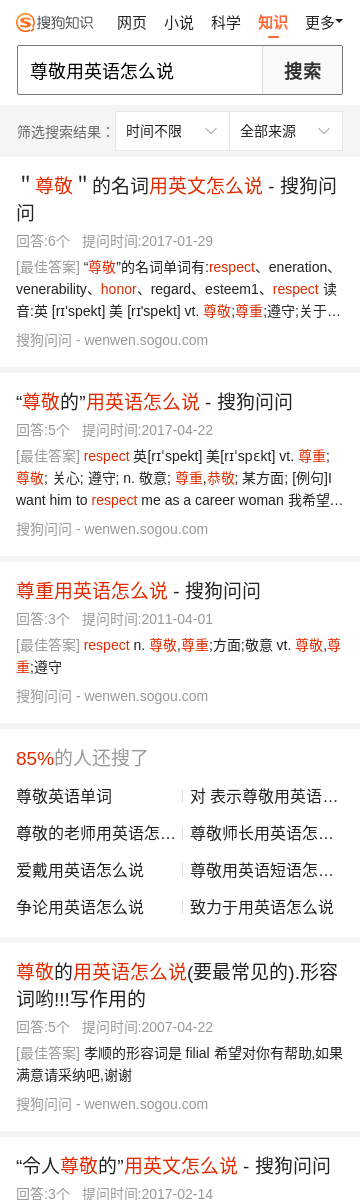 搜狗知识 网页 小说 科学 知识 更多
尊敬用英语怎么说 搜索
筛选搜索结果： 时间不限 全部来源
＂尊敬＂的名词用英文怎么说 - 搜狗问
问
回答:6个 提问时间:2017-01-29
[最佳答案] “尊敬”的名词单词有:respect、eneration、
venerability、honor、regard、esteem1、respect 读
音:英 [rɪ'spekt] 美 [rɪ'spekt] vt. 尊敬;尊重;遵守;关于…
搜狗问问 - wenwen.sogou.com
“尊敬的”用英语怎么说 - 搜狗问问
回答:5个 提问时间:2017-04-22
[最佳答案] respect 英[rɪˈspekt] 美[rɪˈspɛkt] vt. 尊重;
尊敬; 关心; 遵守; n. 敬意; 尊重,恭敬; 某方面; [例句]I
want him to respect me as a career woman 我希望…
搜狗问问 - wenwen.sogou.com
尊重用英语怎么说 - 搜狗问问
回答:3个 提问时间:2011-04-01
[最佳答案] respect n. 尊敬,尊重;方面;敬意 vt. 尊敬,尊
重;遵守
搜狗问问 - wenwen.sogou.com
85%的人还搜了
尊敬英语单词 对 表示尊敬用英语…
尊敬的老师用英语怎… 尊敬师长用英语怎…
爱戴用英语怎么说 尊敬用英语短语怎…
争论用英语怎么说 致力于用英语怎么说
尊敬的用英语怎么说(要最常见的).形容
词哟!!!写作用的
回答:5个 提问时间:2007-04-22
[最佳答案] 孝顺的形容词是 filial 希望对你有帮助,如果
满意请采纳吧,谢谢
搜狗问问 - wenwen.sogou.com
“令人尊敬的”用英文怎么说 - 搜狗问问
回答:3个 提问时间:2017-02-14